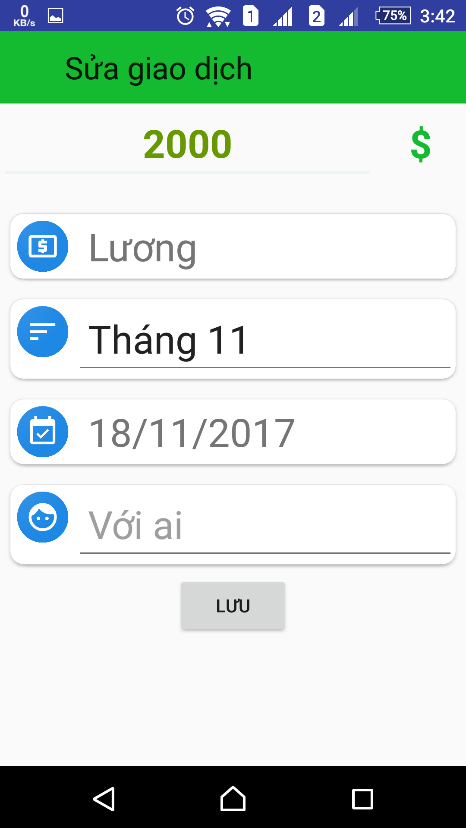 0
KB/s
1
2
75%
3:42
Sửa giao dịch
2000 $
$
Lương
Tháng 11
18/11/2017
Với ai
LƯU